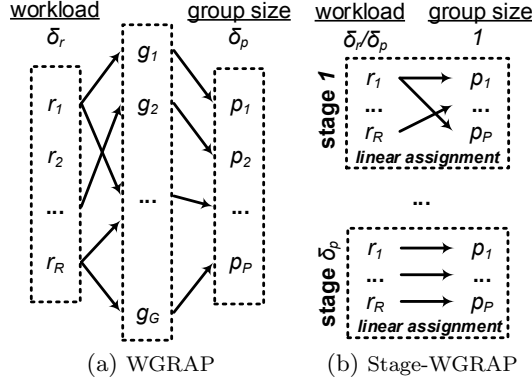 workload
group size
δr
δp
r1
r2
...
rR
g1
g2
...
gG
p1
p2
...
pP
(a) WGRAP
workload
group size
δr/δp
1
stage 1
r1
p1
...
...
rR
pP
linear assignment
...
stage δp
r1
p1
...
...
rR
pP
linear assignment
(b) Stage-WGRAP